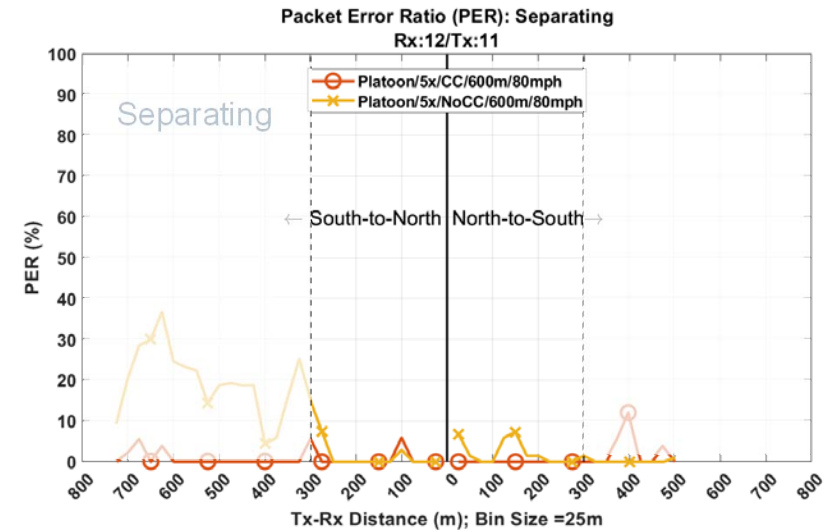 Packet Error Ratio (PER): Separating
Rx:12/Tx:11
100
90
80
70
60
50
40
30
20
10
0
PER (%)
Separating
Platoon/5x/CC/600m/80mph
Platoon/5x/NoCC/600m/80mph
← South-to-North
North-to-South →
800 700 600 500 400 300 200 100 0 100 200 300 400 500 600 700 800
Tx-Rx Distance (m); Bin Size =25m